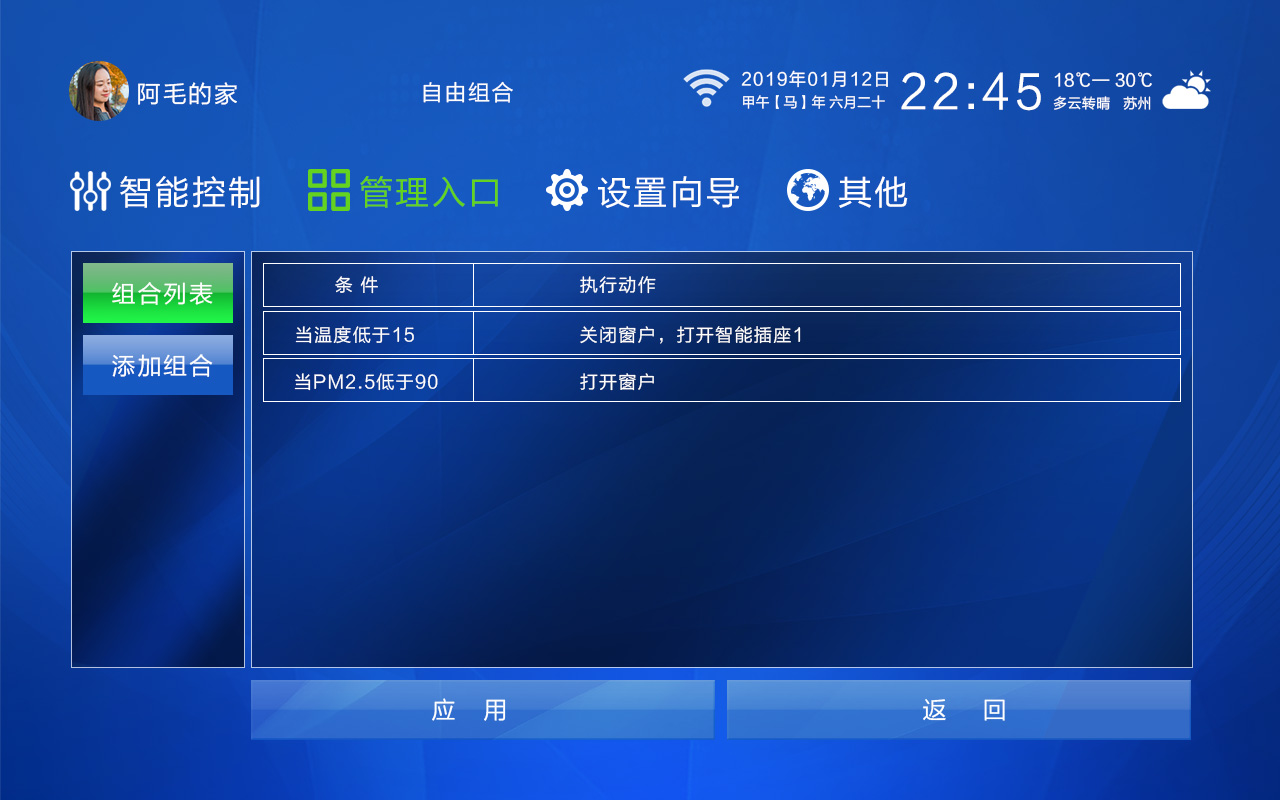 阿毛的家
自由组合
2019年01月12日
甲午【马】年 六月二十
22:45
18℃— 30℃
多云转晴 苏州
智能控制
管理入口
设置向导
其他
组合列表
添加组合
条 件
执行动作
当温度低于15
关闭窗户，打开智能插座1
当PM2.5低于90
打开窗户
应 用
返 回